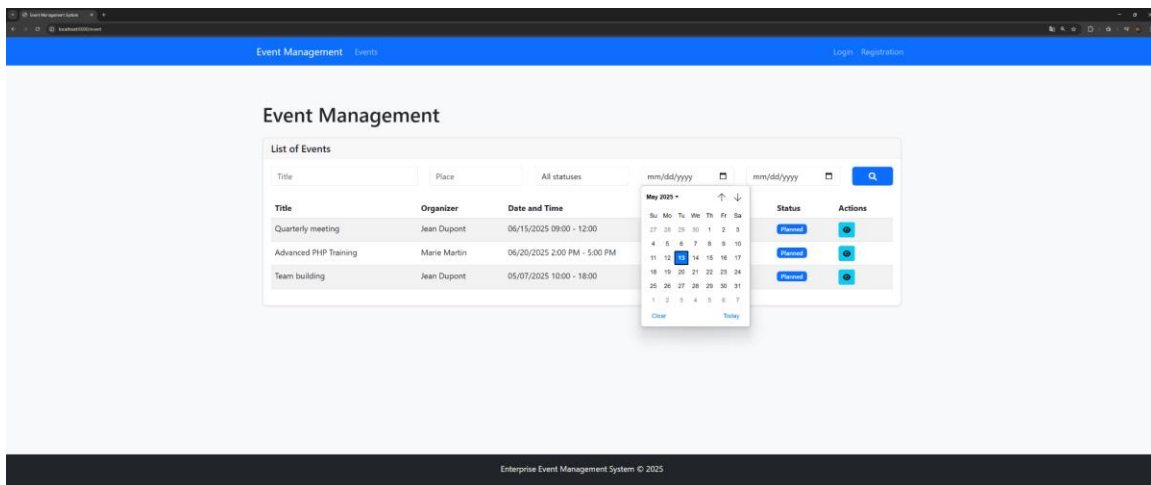 Event Management System
localhost:8000/event
Event Management Events Login Registration
Event Management
List of Events
Title Place All statuses mm/dd/yyyy mm/dd/yyyy
Title Organizer Date and Time Status Actions
Quarterly meeting Jean Dupont 06/15/2025 09:00 - 12:00 Planned
Advanced PHP Training Marie Martin 06/20/2025 2:00 PM - 5:00 PM Planned
Team building Jean Dupont 05/07/2025 10:00 - 18:00 Planned
May 2025
Su Mo Tu We Th Fr Sa
27 28 29 30 1 2 3
4 5 6 7 8 9 10
11 12 13 14 15 16 17
18 19 20 21 22 23 24
25 26 27 28 29 30 31
1 2 3 4 5 6 7
Clear Today
Enterprise Event Management System © 2025